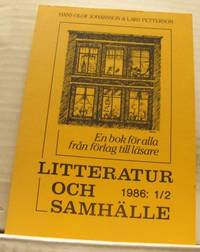 HANS OLOF JOHANSSON & LARS PETTERSON
En bok för alla
från förlag till läsare
LITTERATUR
OCH 1986: 1/2
SAMHÄLLE